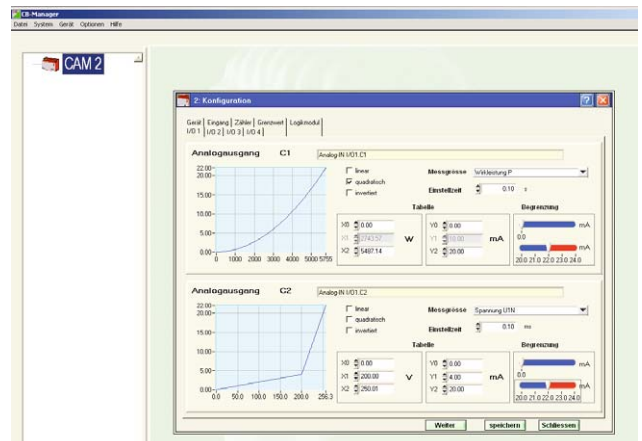 CB-Manager
Datei System Gerät Optionen Hilfe
CAM 2
2: Konfiguration
Gerät Eingang Zähler Grenzwert Logikmodul
I/O 1 I/O 2 I/O 3 I/O 4
Analogausgang C1 Analog-IN I/O1.C1
22.00
20.00
15.00
10.00
5.00
0.00
0 1000 2000 3000 4000 5000 5755
linear
quadratisch
invertiert
Messgrösse Wirkleistung P
Einstellzeit 0.10 s
Tabelle
Begrenzung
X0 0.00 Y0 0.00
X1 2743.57 W Y1 10.00 mA
X2 5487.14 Y2 20.00
mA
0.0
mA
20.0 21.0 22.0 23.0 24.0
Analogausgang C2 Analog-IN I/O1.C2
22.00
20.00
15.00
10.00
5.00
0.00
0.0 50.0 100.0 150.0 200.0 256.3
linear
quadratisch
invertiert
Messgrösse Spannung U1N
Einstellzeit 0.10 ms
Tabelle
Begrenzung
X0 0.00 Y0 0.00
X1 200.00 V Y1 4.00 mA
X2 250.01 Y2 20.00
mA
0.0
mA
20.0 21.0 22.0 23.0 24.0
Weiter speichern Schliessen